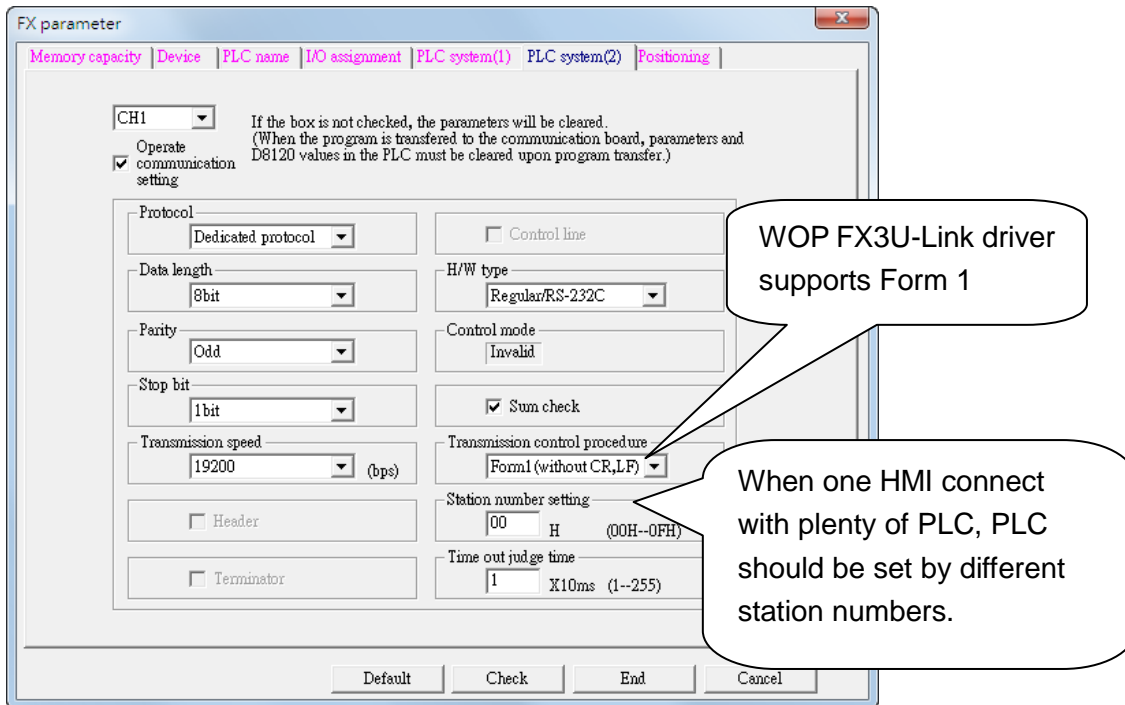 FX parameter
Memory capacity Device PLC name I/O assignment PLC system(1) PLC system(2) Positioning
CH1
If the box is not checked, the parameters will be cleared.
(When the program is transfered to the communication board, parameters and
D8120 values in the PLC must be cleared upon program transfer.)
Operate
communication
setting
Protocol
Dedicated protocol
Control line
Data length
8bit
H/W type
Regular/RS-232C
Parity
Odd
Control mode
Invalid
Stop bit
1bit
Sum check
Transmission speed
19200 (bps)
Transmission control procedure
Form1(without CR,LF)
Header
Station number setting
00 H (00H--0FH)
Terminator
Time out judge time
1 X10ms (1--255)
Default Check End Cancel
WOP FX3U-Link driver
supports Form 1
When one HMI connect
with plenty of PLC, PLC
should be set by different
station numbers.